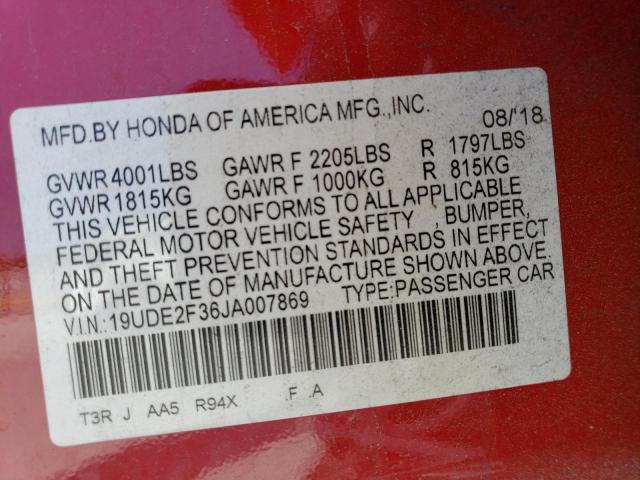 MFD.BY HONDA OF AMERICA MFG.,INC. 08/'18
GVWR 4001LBS GAWR F 2205LBS R 1797LBS
GVWR 1815KG GAWR F 1000KG R 815KG
THIS VEHICLE CONFORMS TO ALL APPLICABLE
FEDERAL MOTOR VEHICLE SAFETY , BUMPER,
AND THEFT PREVENTION STANDARDS IN EFFECT
ON THE DATE OF MANUFACTURE SHOWN ABOVE.
V.I.N.:19UDE2F36JA007869 TYPE:PASSENGER CAR
T3R J AA5 R94X .F .A